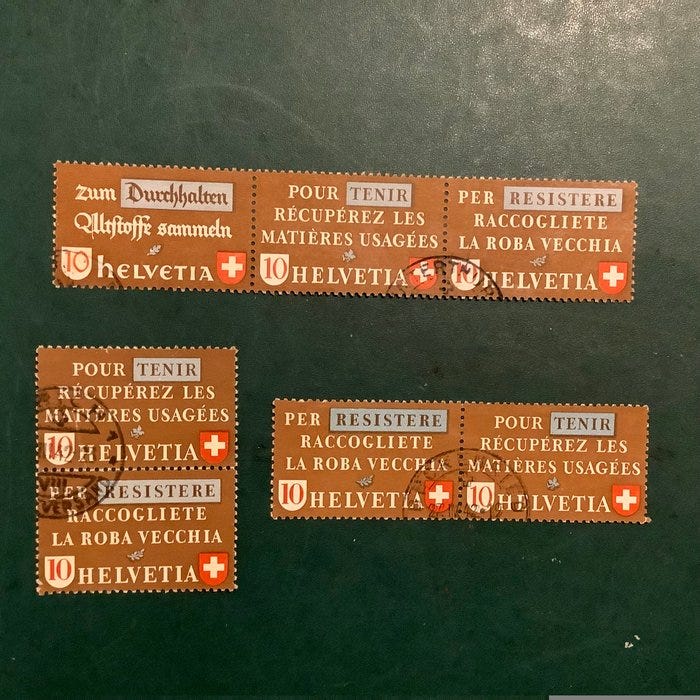 zum Durchhalten
Altstoffe sammeln
10 HELVETIA
POUR TENIR
RÉCUPÉREZ LES
MATIÈRES USAGÉES
10 HELVETIA
PER RESISTERE
RACCOGLIETE
LA ROBA VECCHIA
10 HELVETIA
POUR TENIR
RÉCUPÉREZ LES
MATIÈRES USAGÉES
10 HELVETIA
PER RESISTERE
RACCOGLIETE
LA ROBA VECCHIA
10 HELVETIA
PER RESISTERE
RACCOGLIETE
LA ROBA VECCHIA
10 HELVETIA
POUR TENIR
RÉCUPÉREZ LES
MATIÈRES USAGÉES
10 HELVETIA